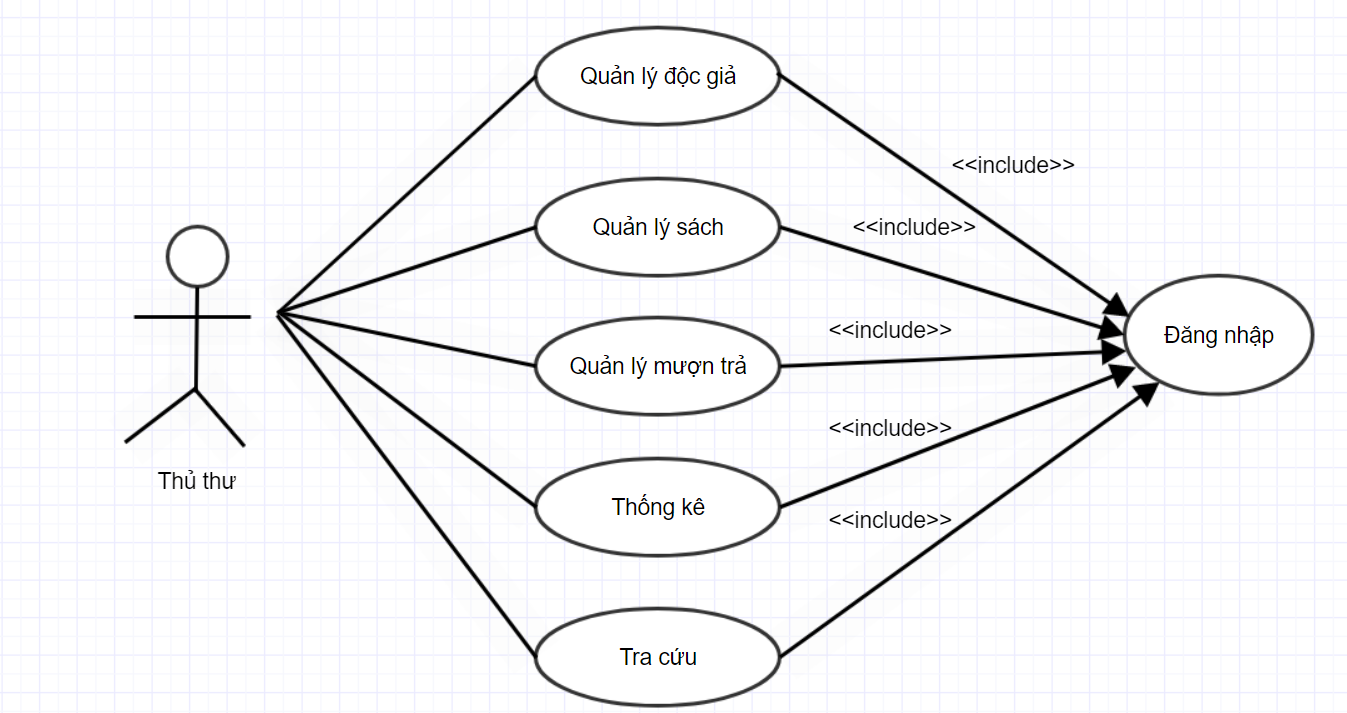 Quản lý độc giả
<<include>>
Quản lý sách
<<include>>
Quản lý mượn trả
<<include>>
Đăng nhập
<<include>>
Thủ thư
Thống kê
<<include>>
Tra cứu